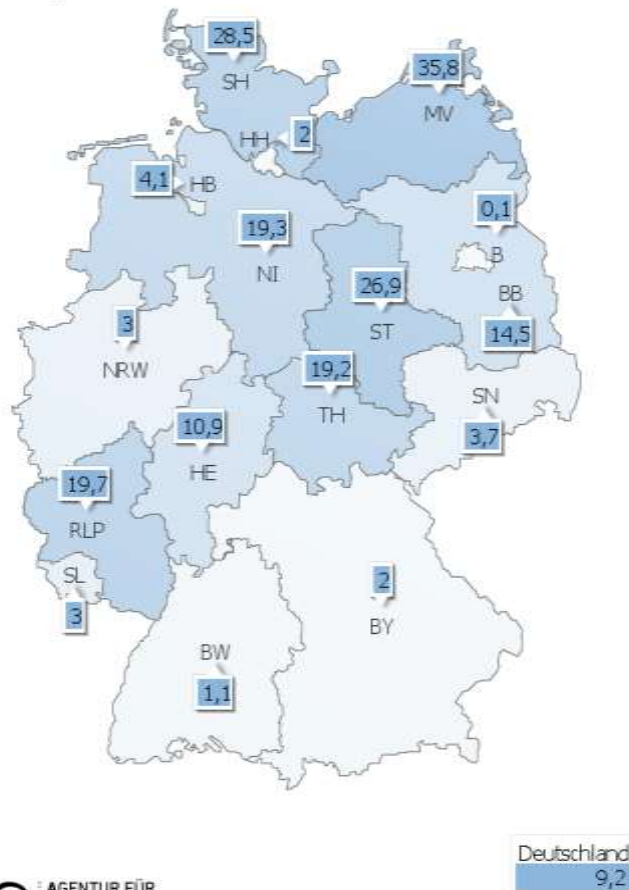 28,5
SH
35,8
MV
HH
2
4,1
HB
0,1
B
19,3
NI
26,9
ST
BB
14,5
3
NRW
19,2
TH
SN
3,7
10,9
HE
19,7
RLP
SL
3
2
BY
BW
1,1
Deutschland
9,2
AGENTUR FÜR